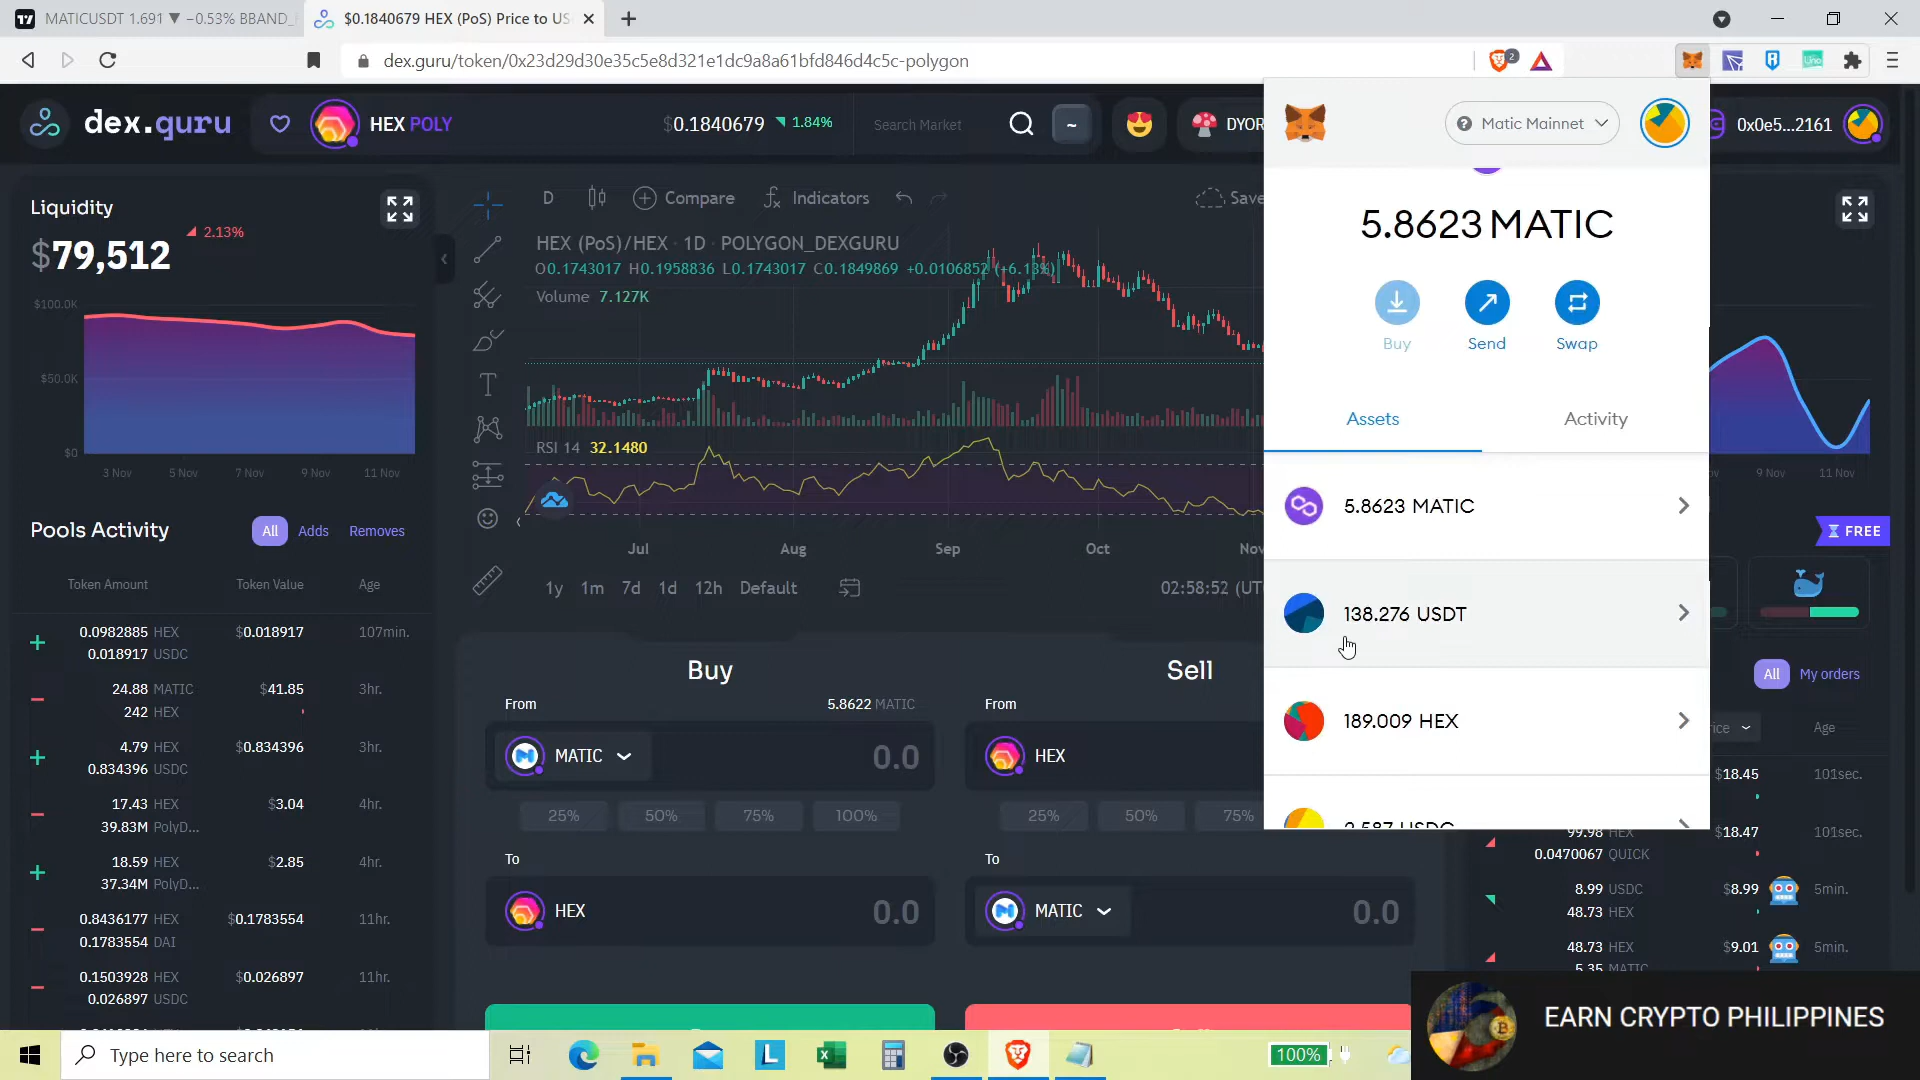 MATICUSDT 1.691 ▼ −0.53% BBAND_
$0.1840679 HEX (PoS) Price to US
dex.guru/token/0x23d29d30e35c5e8d321e1dc9a8a61bfd846d4c5c-polygon
2
dex.guru
HEX POLY
$0.1840679 1.84%
Search Market
~
DYOR
0x0e5...2161
Matic Mainnet
5.8623 MATIC
Buy
Send
Swap
Assets
Activity
5.8623 MATIC
138.276 USDT
189.009 HEX
2.587 USDC
Liquidity
$79,512
2.13%
$100.0K
$50.0K
$0
3 Nov 5 Nov 7 Nov 9 Nov 11 Nov
Pools Activity
All Adds Removes
Token Amount Token Value Age
0.0982885 HEX $0.018917 107min.
0.018917 USDC
24.88 MATIC $41.85 3hr.
242 HEX
4.79 HEX $0.834396 3hr.
0.834396 USDC
17.43 HEX $3.04 4hr.
39.83M PolyD...
18.59 HEX $2.85 4hr.
37.34M PolyD...
0.8436177 HEX $0.1783554 11hr.
0.1783554 DAI
0.1503928 HEX $0.026897 11hr.
0.026897 USDC
D Compare Indicators Save
HEX (PoS)/HEX · 1D · POLYGON_DEXGURU
O0.1743017 H0.1958836 L0.1743017 C0.1849869 +0.0106852 (+6.13%)
Volume 7.127K
RSI 14 32.1480
Jul Aug Sep Oct Nov
1y 1m 7d 1d 12h Default
02:58:52 (UT
Buy
From 5.8622 MATIC
MATIC 0.0
25% 50% 75% 100%
To
HEX 0.0
Sell
From
HEX
25% 50% 75%
To
MATIC 0.0
9 Nov 11 Nov
FREE
All My orders
rice Age
$18.45 101sec.
99.98 HEX $18.47 101sec.
0.0470067 QUICK
8.99 USDC $8.99 5min.
48.73 HEX
48.73 HEX $9.01 5min.
5.35 MATIC
EARN CRYPTO PHILIPPINES
Type here to search
100%